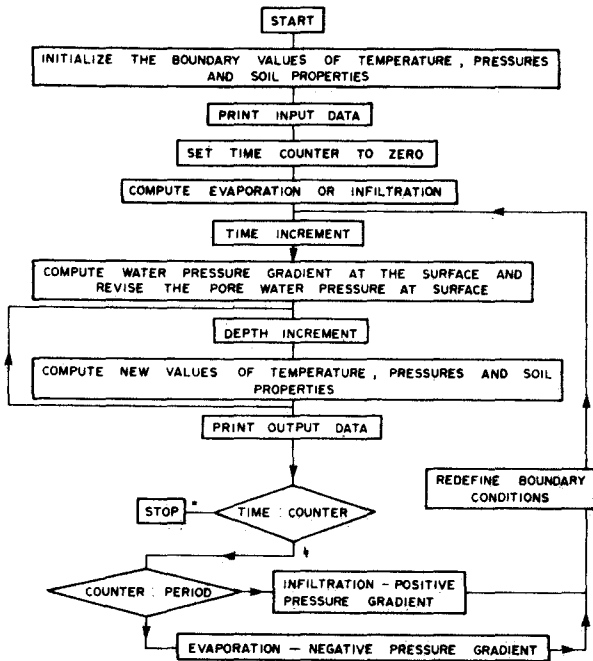 START
INITIALIZE THE BOUNDARY VALUES OF TEMPERATURE, PRESSURES
AND SOIL PROPERTIES
PRINT INPUT DATA
SET TIME COUNTER TO ZERO
COMPUTE EVAPORATION OR INFILTRATION
TIME INCREMENT
COMPUTE WATER PRESSURE GRADIENT AT THE SURFACE AND
REVISE THE PORE WATER PRESSURE AT SURFACE
DEPTH INCREMENT
COMPUTE NEW VALUES OF TEMPERATURE, PRESSURES AND SOIL
PROPERTIES
PRINT OUTPUT DATA
REDEFINE BOUNDARY
CONDITIONS
STOP
TIME : COUNTER
COUNTER : PERIOD
INFILTRATION – POSITIVE
PRESSURE GRADIENT
EVAPORATION – NEGATIVE PRESSURE GRADIENT